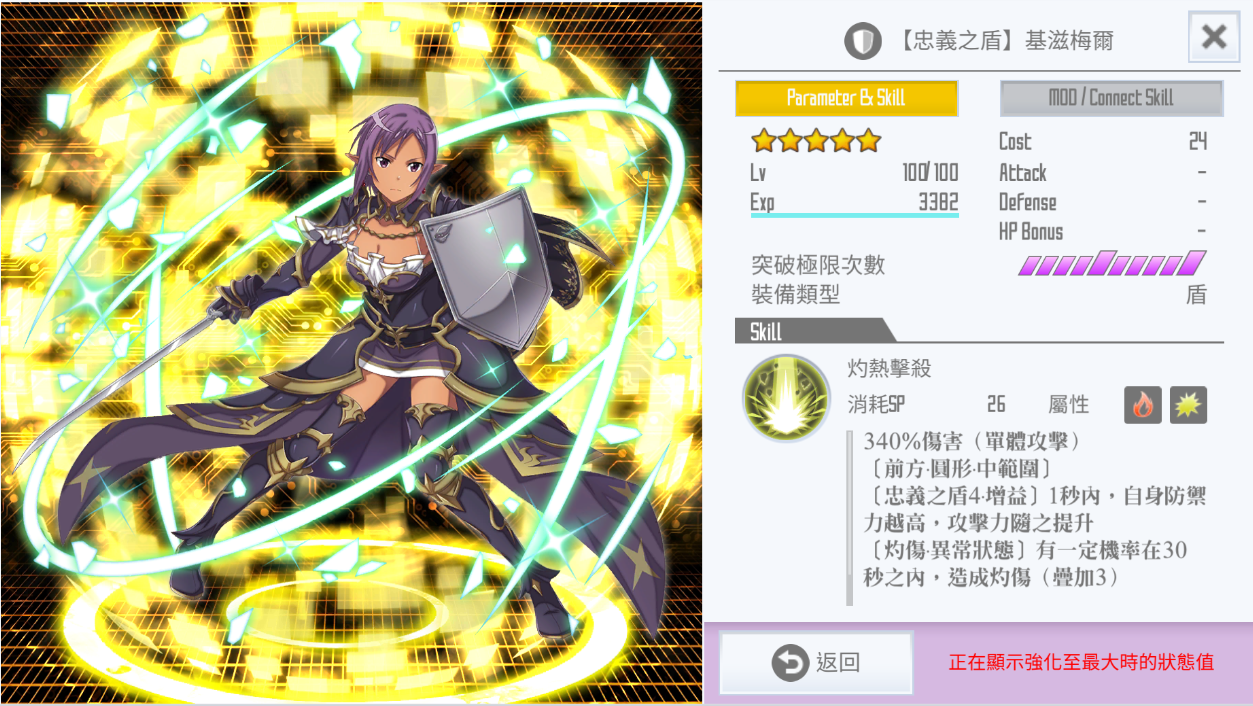 【忠義之盾】基滋梅爾
Parameter Ex Skill
MOD / Connect Skill
Lv 100/100
Exp 3382
Cost 24
Attack -
Defense -
HP Bonus -
突破極限次數
裝備類型 盾
Skill
灼熱擊殺
消耗SP 26 屬性
340%傷害（單體攻擊）
〔前方·圓形·中範圍〕
〔忠義之盾4·增益〕1秒內，自身防禦
力越高，攻擊力隨之提升
〔灼傷·異常狀態〕有一定機率在30
秒之內，造成灼傷（疊加3）
返回
正在顯示強化至最大時的狀態值